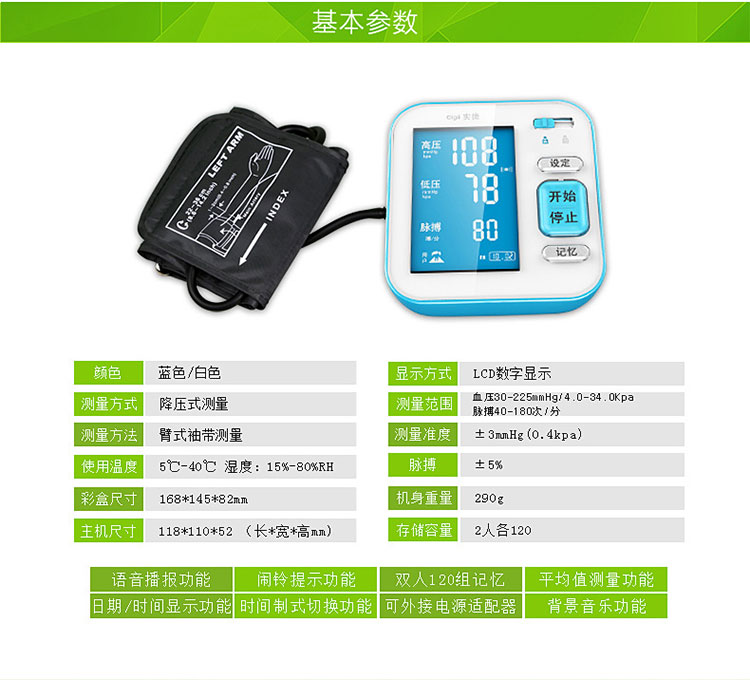 基本参数
LEFT ARM
INDEX
高压
108
低压
78
脉搏
80
次/分
设定
开始
停止
记忆
颜色 蓝色/白色
测量方式 降压式测量
测量方法 臂式袖带测量
使用温度 5℃-40℃ 湿度：15%-80%RH
彩盒尺寸 168*145*82mm
主机尺寸 118*110*52 （长*宽*高mm）
显示方式 LCD数字显示
测量范围 血压30-225mmHg/4.0-34.0Kpa
脉搏40-180次/分
测量准度 ±3mmHg(0.4kpa)
脉搏 ±5%
机身重量 290g
存储容量 2人各120
语音播报功能 闹铃提示功能 双人120组记忆 平均值测量功能
日期/时间显示功能 时间制式切换功能 可外接电源适配器 背景音乐功能